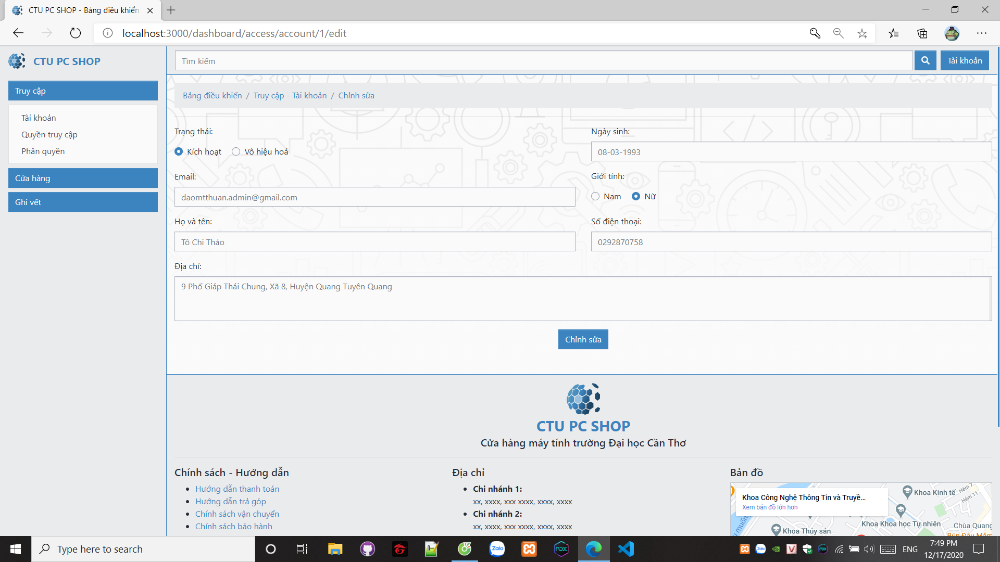 CTU PC SHOP - Bảng điều khiển
localhost:3000/dashboard/access/account/1/edit
CTU PC SHOP
Tìm kiếm
Tài khoản
Truy cập
Tài khoản
Quyền truy cập
Phân quyền
Cửa hàng
Ghi vết
Bảng điều khiển / Truy cập - Tài khoản / Chỉnh sửa
Trạng thái:
Kích hoạt Vô hiệu hoá
Ngày sinh:
08-03-1993
Email:
daomtthuan.admin@gmail.com
Giới tính:
Nam Nữ
Họ và tên:
Tô Chi Thảo
Số điện thoại:
0292870758
Địa chỉ:
9 Phố Giáp Thái Chung, Xã 8, Huyện Quang Tuyên Quang
Chỉnh sửa
CTU PC SHOP
Cửa hàng máy tính trường Đại học Cần Thơ
Chính sách - Hướng dẫn
Hướng dẫn thanh toán
Hướng dẫn trả góp
Chính sách vận chuyển
Chính sách bảo hành
Địa chỉ
Chi nhánh 1:
xx, xxxx, xxx xxxx, xxxx, xxxx
Chi nhánh 2:
xx, xxxx, xxx xxxx, xxxx, xxxx
Bản đồ
Khoa Công Nghệ Thông Tin và Truyề...
Xem bản đồ lớn hơn
Khoa Kinh tế
Hẻm 7
Hẻm 11
Khoa Khoa học Tự nhiên
Chùa Quang
Khoa Thủy sản
Bún Đậu Mắm
Type here to search
Zalo
nox
ENG
7:49 PM
12/17/2020